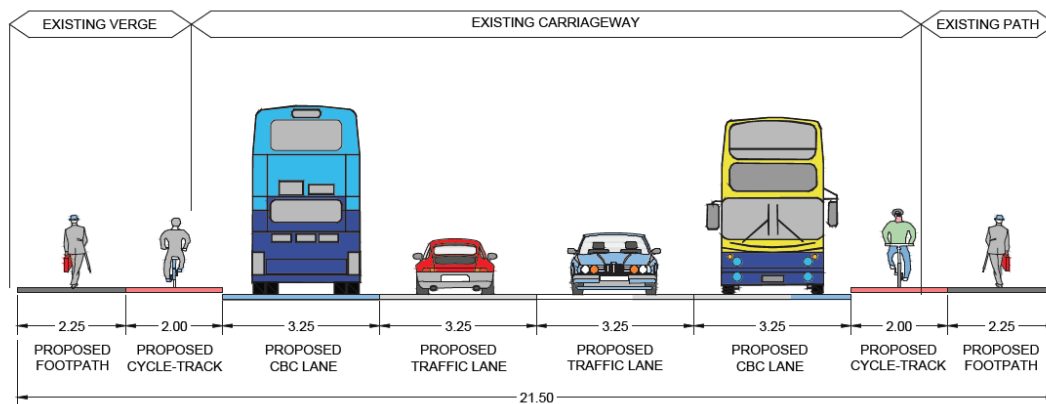 EXISTING VERGE
EXISTING CARRIAGEWAY
EXISTING PATH
2.25
2.00
3.25
3.25
3.25
3.25
2.00
2.25
PROPOSED
FOOTPATH
PROPOSED
CYCLE-TRACK
PROPOSED
CBC LANE
PROPOSED
TRAFFIC LANE
PROPOSED
TRAFFIC LANE
PROPOSED
CBC LANE
PROPOSED
CYCLE-TRACK
PROPOSED
FOOTPATH
21.50